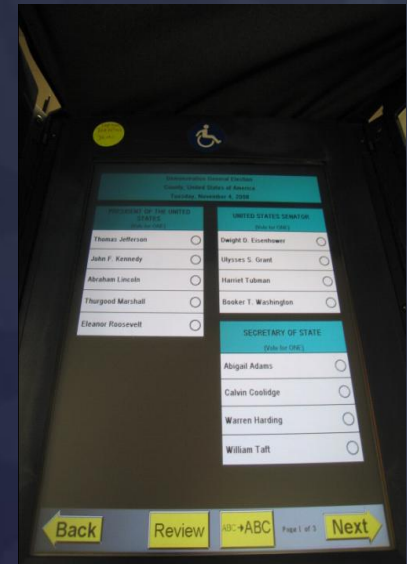 Demonstration General Election
County, United States of America
Tuesday, November 4, 2008
PRESIDENT OF THE UNITED
STATES
(Vote for ONE)
Thomas Jefferson
John F. Kennedy
Abraham Lincoln
Thurgood Marshall
Eleanor Roosevelt
UNITED STATES SENATOR
(Vote for ONE)
Dwight D. Eisenhower
Ulysses S. Grant
Harriet Tubman
Booker T. Washington
SECRETARY OF STATE
(Vote for ONE)
Abigail Adams
Calvin Coolidge
Warren Harding
William Taft
Back
Review
ABC→ABC
Page 1 of 3
Next